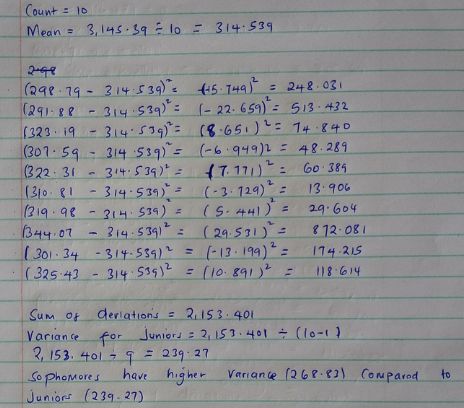 Count = 10
Mean = 3,145.39 ÷ 10 = 314.539
298
(298.79 - 314.539)² = (-15.749)² = 248.031
(291.88 - 314.539)² = (-22.659)² = 513.432
(323.19 - 314.539)² = (8.651)² = 74.840
(307.59 - 314.539)² = (-6.949)2 = 48.289
(322.31 - 314.539)² = (7.771)² = 60.389
(310.81 - 314.539)² = (-3.729)² = 13.906
(319.98 - 314.539) = (5.441)² = 29.604
(344.07 - 314.539)² = (29.531)² = 872.081
(301.34 - 314.539)² = (-13.199)² = 174.215
(325.43 - 314.539)² = (10.891)² = 118.614
Sum of deviations = 2,153.401
Variance for Juniors = 2,153.401 ÷ (10-1)
2,153.401 ÷ 9 = 239.27
Sophomores have higher variance (268.82) Compared to
Juniors (239.27)